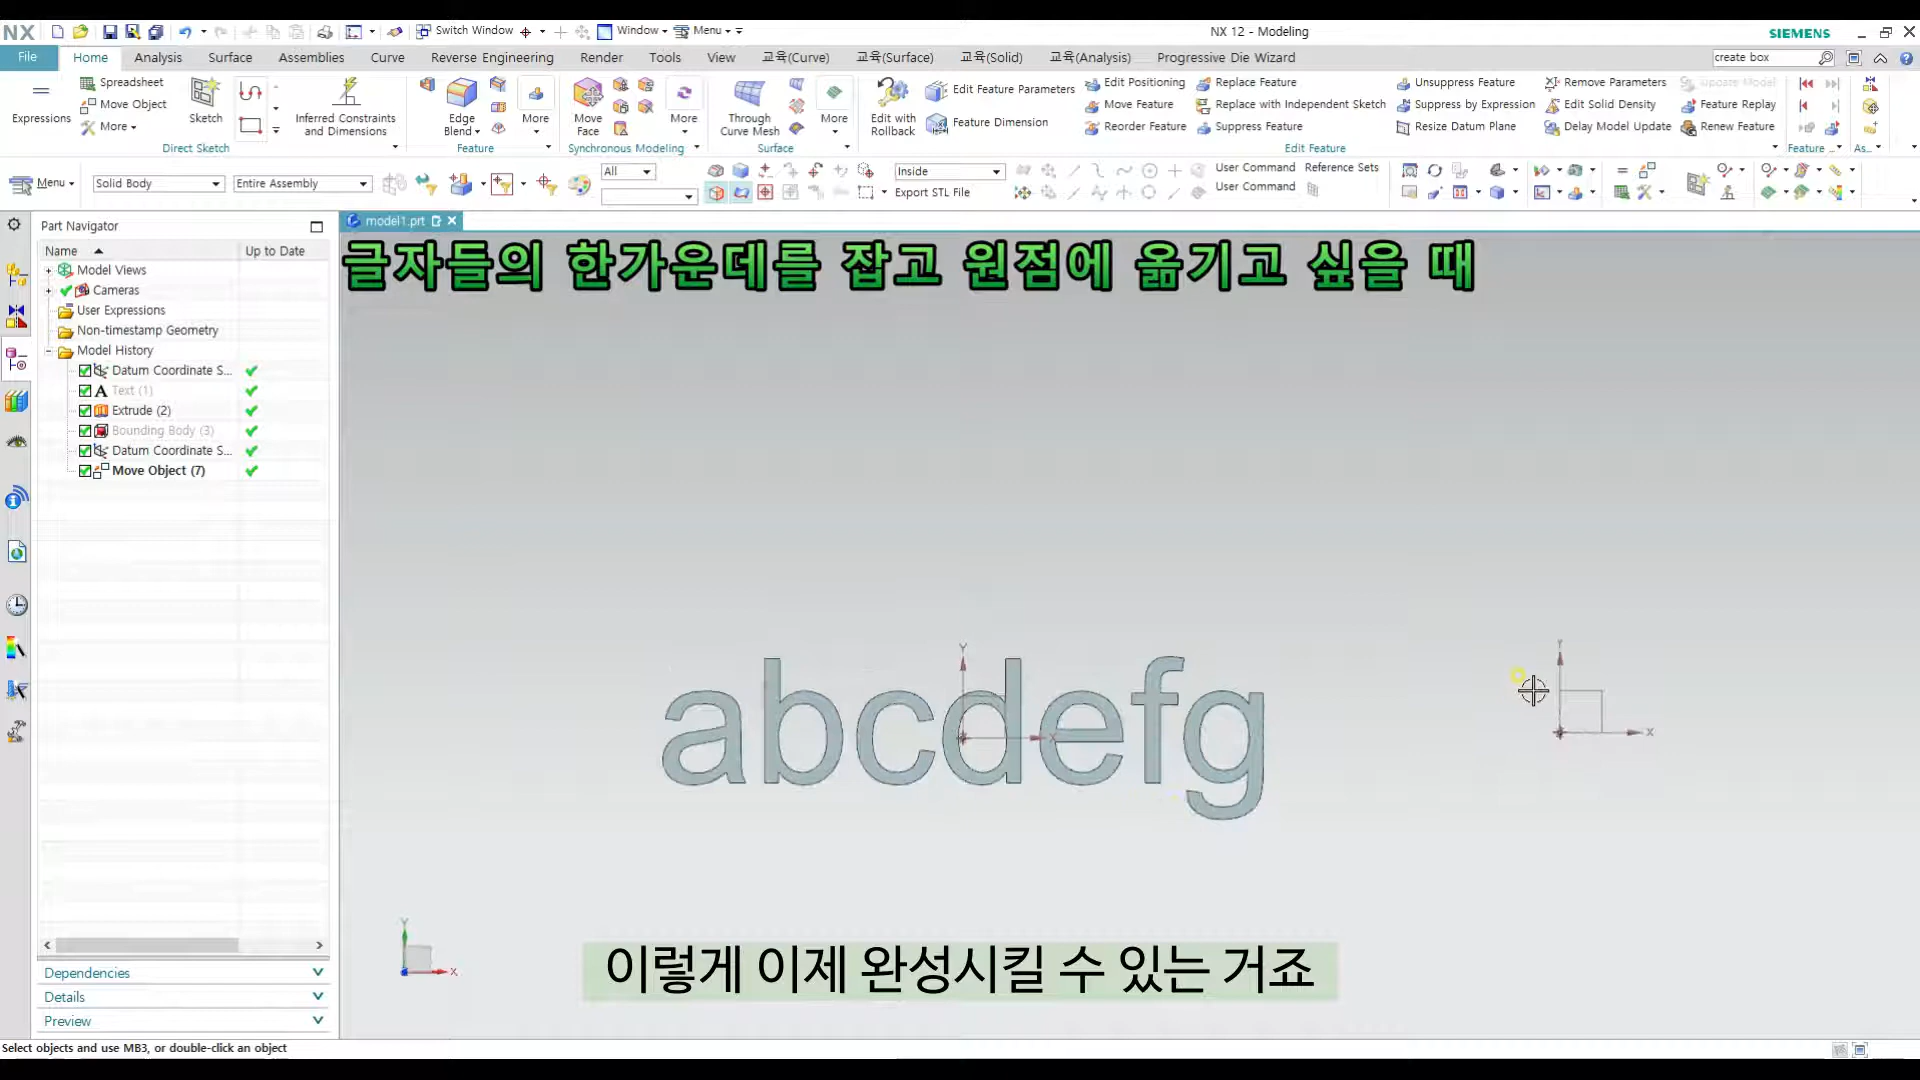 NX
Switch Window
Window
Menu
NX 12 - Modeling
SIEMENS
File
Home
Analysis
Surface
Assemblies
Curve
Reverse Engineering
Render
Tools
View
교육(Curve)
교육(Surface)
교육(Solid)
교육(Analysis)
Progressive Die Wizard
create box
Expressions
Spreadsheet
Move Object
More
Sketch
Inferred Constraints and Dimensions
Direct Sketch
Edge Blend
More
Feature
Move Face
More
Synchronous Modeling
Through Curve Mesh
More
Surface
Edit with Rollback
Edit Feature Parameters
Feature Dimension
Edit Positioning
Move Feature
Reorder Feature
Replace Feature
Replace with Independent Sketch
Suppress Feature
Unsuppress Feature
Suppress by Expression
Resize Datum Plane
Remove Parameters
Edit Solid Density
Delay Model Update
Edit Feature
Update Model
Feature Replay
Renew Feature
Feature ...
As...
Menu
Solid Body
Entire Assembly
All
Inside
Export STL File
User Command
Reference Sets
User Command
Part Navigator
model1.prt
Name
Up to Date
Model Views
Cameras
User Expressions
Non-timestamp Geometry
Model History
Datum Coordinate S...
Text (1)
Extrude (2)
Bounding Body (3)
Datum Coordinate S...
Move Object (7)
글자들의 한가운데를 잡고 원점에 옮기고 싶을 때
Y
X
abcdefg
Y
X
Y
X
이렇게 이제 완성시킬 수 있는 거죠
Dependencies
Details
Preview
Select objects and use MB3, or double-click an object